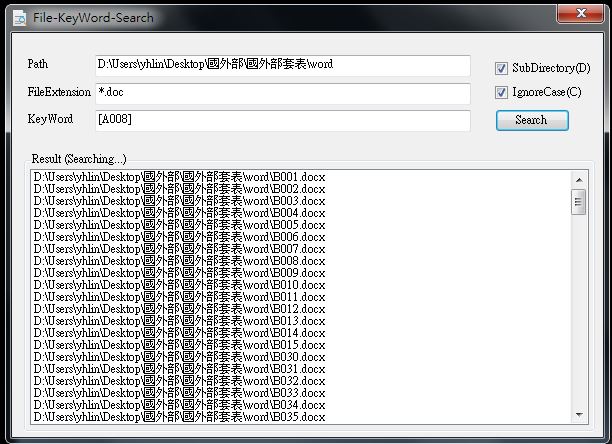 File-KeyWord-Search
Path D:\Users\yhlin\Desktop\國外部\國外部套表\word
SubDirectory(D)
FileExtension *.doc
IgnoreCase(C)
KeyWord [A008]
Search
Result (Searching...)
D:\Users\yhlin\Desktop\國外部\國外部套表\word\B001.docx
D:\Users\yhlin\Desktop\國外部\國外部套表\word\B002.docx
D:\Users\yhlin\Desktop\國外部\國外部套表\word\B003.docx
D:\Users\yhlin\Desktop\國外部\國外部套表\word\B004.docx
D:\Users\yhlin\Desktop\國外部\國外部套表\word\B005.docx
D:\Users\yhlin\Desktop\國外部\國外部套表\word\B006.docx
D:\Users\yhlin\Desktop\國外部\國外部套表\word\B007.docx
D:\Users\yhlin\Desktop\國外部\國外部套表\word\B008.docx
D:\Users\yhlin\Desktop\國外部\國外部套表\word\B009.docx
D:\Users\yhlin\Desktop\國外部\國外部套表\word\B010.docx
D:\Users\yhlin\Desktop\國外部\國外部套表\word\B011.docx
D:\Users\yhlin\Desktop\國外部\國外部套表\word\B012.docx
D:\Users\yhlin\Desktop\國外部\國外部套表\word\B013.docx
D:\Users\yhlin\Desktop\國外部\國外部套表\word\B014.docx
D:\Users\yhlin\Desktop\國外部\國外部套表\word\B015.docx
D:\Users\yhlin\Desktop\國外部\國外部套表\word\B030.docx
D:\Users\yhlin\Desktop\國外部\國外部套表\word\B031.docx
D:\Users\yhlin\Desktop\國外部\國外部套表\word\B032.docx
D:\Users\yhlin\Desktop\國外部\國外部套表\word\B033.docx
D:\Users\yhlin\Desktop\國外部\國外部套表\word\B034.docx
D:\Users\yhlin\Desktop\國外部\國外部套表\word\B035.docx